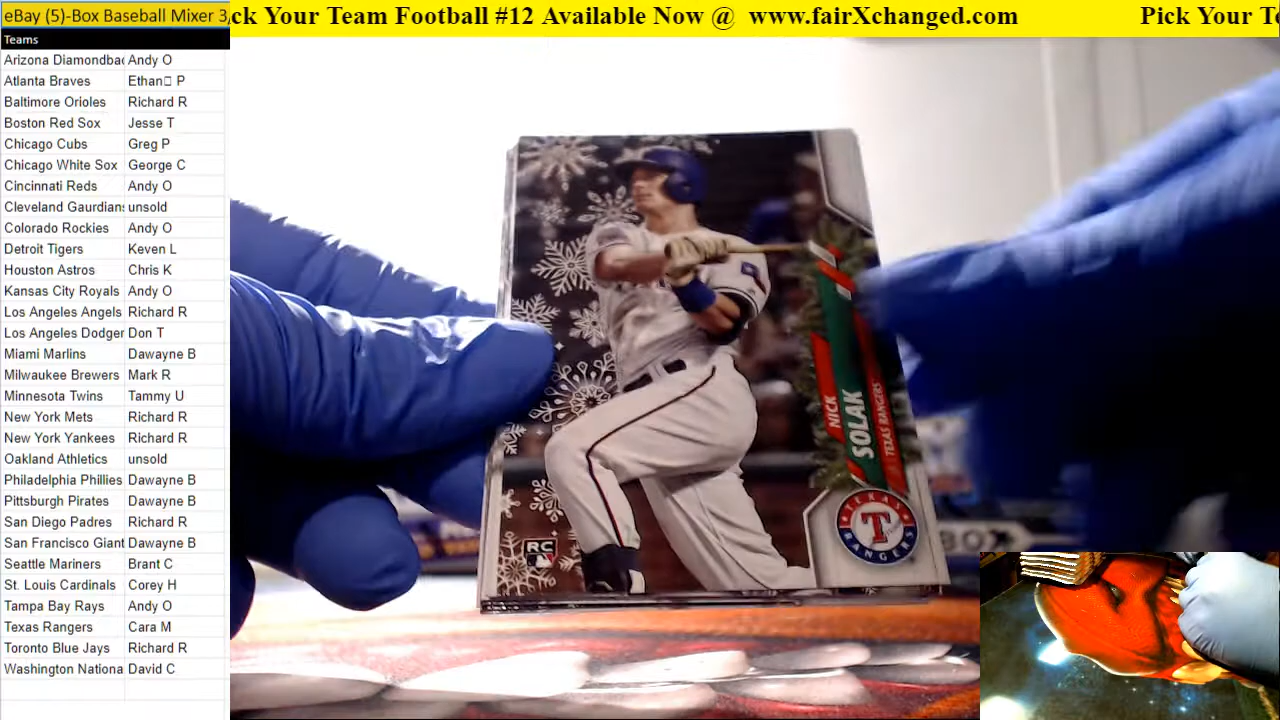 eBay (5)-Box Baseball Mixer 3
ck Your Team Football #12 Available Now @ www.fairXchanged.com
Pick Your Te
Teams
Arizona Diamondbac Andy O
Atlanta Braves Ethan□ P
Baltimore Orioles Richard R
Boston Red Sox Jesse T
Chicago Cubs Greg P
Chicago White Sox George C
Cincinnati Reds Andy O
Cleveland Gaurdians unsold
Colorado Rockies Andy O
Detroit Tigers Keven L
Houston Astros Chris K
Kansas City Royals Andy O
Los Angeles Angels Richard R
Los Angeles Dodger Don T
Miami Marlins Dawayne B
Milwaukee Brewers Mark R
Minnesota Twins Tammy U
New York Mets Richard R
New York Yankees Richard R
Oakland Athletics unsold
Philadelphia Phillies Dawayne B
Pittsburgh Pirates Dawayne B
San Diego Padres Richard R
San Francisco Giant Dawayne B
Seattle Mariners Brant C
St. Louis Cardinals Corey H
Tampa Bay Rays Andy O
Texas Rangers Cara M
Toronto Blue Jays Richard R
Washington Nationa David C
NICK
SOLAK
TEXAS RANGERS
RC
TEXAS
T
RANGERS
BOX